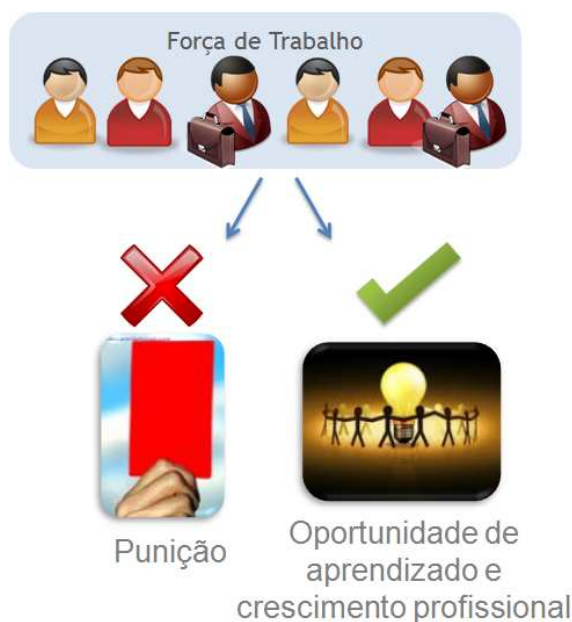 Força de Trabalho
Punição
Oportunidade de
aprendizado e
crescimento profissional